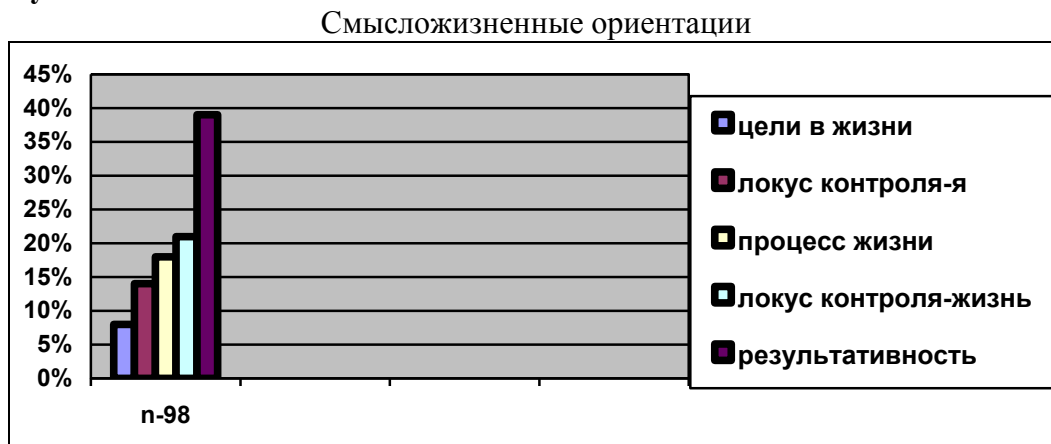 Смысложизненные ориентации
45%
40%
35%
30%
25%
20%
15%
10%
5%
0%
n-98
цели в жизни
локус контроля-я
процесс жизни
локус контроля-жизнь
результативность